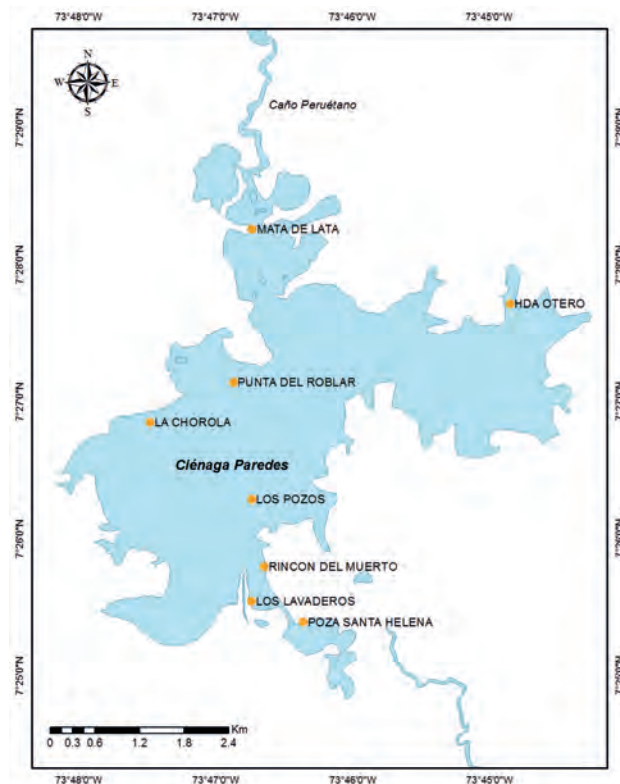 73°48'0"W 73°47'0"W 73°46'0"W 73°45'0"W
N
W E
S
Caño Peruétano
7°29'0"N
MATA DE LATA
7°28'0"N
HDA OTERO
PUNTA DEL ROBLAR
7°27'0"N
LA CHOROLA
Ciénaga Paredes
LOS POZOS
7°26'0"N
RINCON DEL MUERTO
LOS LAVADEROS
POZA SANTA HELENA
7°25'0"N
Km
0 0.3 0.6 1.2 1.8 2.4
73°48'0"W 73°47'0"W 73°46'0"W 73°45'0"W